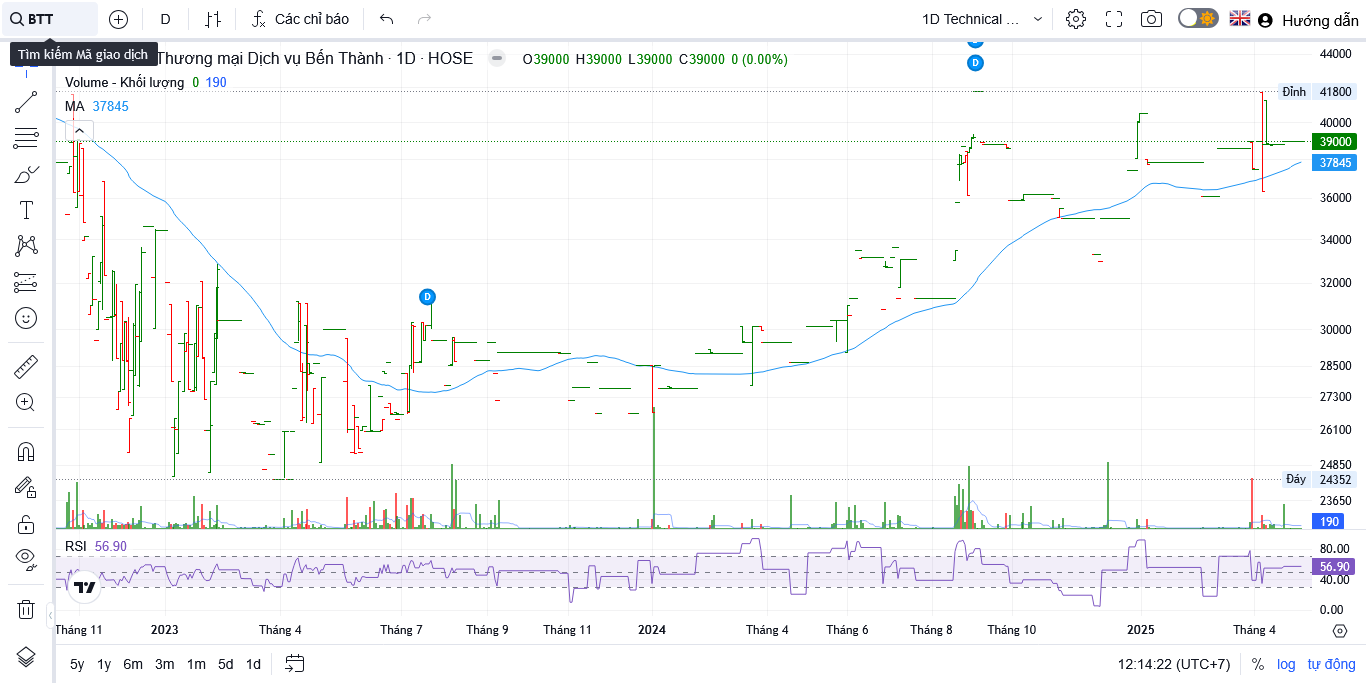 BTT
D
Các chỉ báo
1D Technical ...
Hướng dẫn
Tìm kiếm Mã giao dịch
Thương mại Dịch vụ Bến Thành · 1D · HOSE
O39000 H39000 L39000 C39000 0 (0.00%)
Volume - Khối lượng 0 190
MA 37845
D
D
44000
Đỉnh 41800
40000
39000
37845
36000
34000
32000
30000
28500
27300
26100
24850
Đáy 24352
23650
190
RSI 56.90
80.00
56.90
40.00
0.00
Tháng 11 2023 Tháng 4 Tháng 7 Tháng 9 Tháng 11 2024 Tháng 4 Tháng 6 Tháng 8 Tháng 10 2025 Tháng 4
5y 1y 6m 3m 1m 5d 1d
12:14:22 (UTC+7) % log tự động